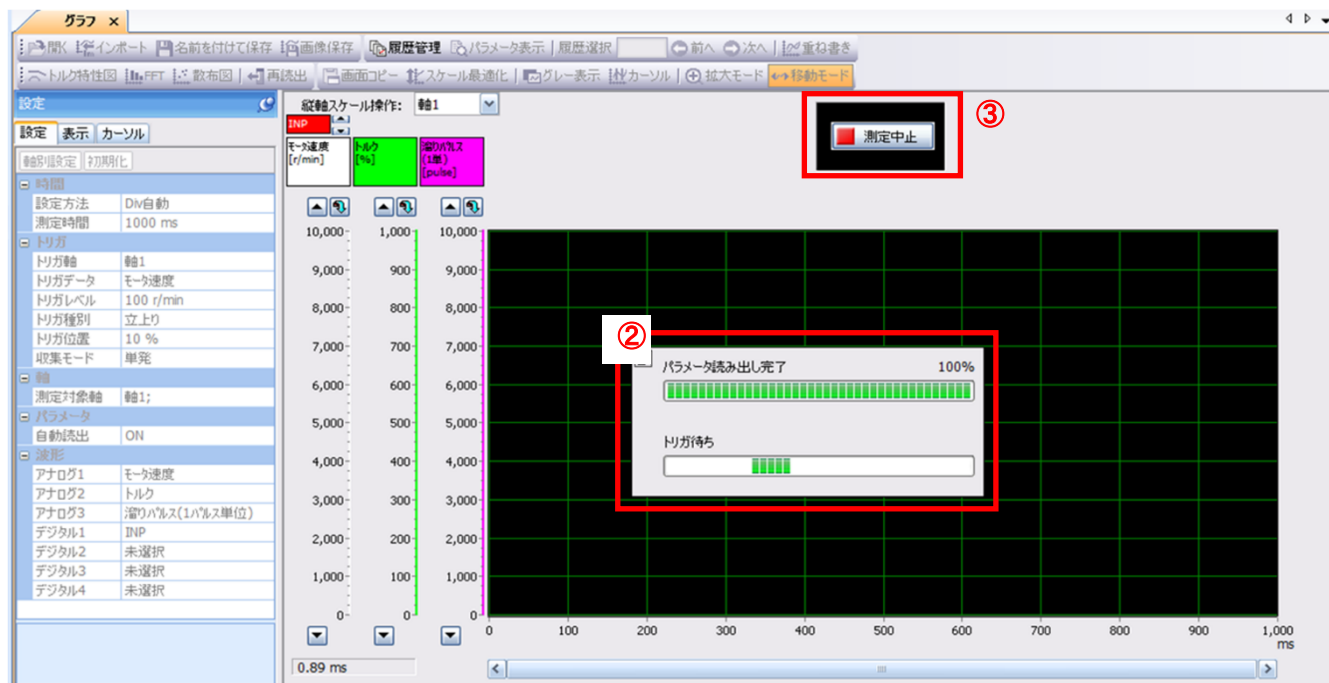 グラフ ×
開く インポート 名前を付けて保存 画像保存 履歴管理 パラメータ表示 履歴選択 前へ 次へ 重ね書き
トルク特性図 FFT 散布図 再読出 画面コピー スケール最適化 グレー表示 カーソル 拡大モード 移動モード
設定
設定 表示 カーソル
軸別設定 初期化
時間
設定方法 Div自動
測定時間 1000 ms
トリガ
トリガ軸 軸1
トリガデータ モータ速度
トリガレベル 100 r/min
トリガ種別 立上り
トリガ位置 10 %
収集モード 単発
軸
測定対象軸 軸1;
パラメータ
自動読出 ON
波形
アナログ1 モータ速度
アナログ2 トルク
アナログ3 溜りパルス(1パルス単位)
デジタル1 INP
デジタル2 未選択
デジタル3 未選択
デジタル4 未選択
縦軸スケール操作: 軸1
INP
モータ速度 トルク 溜りパルス
[r/min] [%] (1単)
[pulse]
③
測定中止
10,000 1,000 10,000
9,000 900 9,000
8,000 800 8,000
7,000 700 7,000
6,000 600 6,000
5,000 500 5,000
4,000 400 4,000
3,000 300 3,000
2,000 200 2,000
1,000 100 1,000
0 0 0
②
パラメータ読み出し完了 100%
トリガ待ち
0 100 200 300 400 500 600 700 800 900 1,000
ms
0.89 ms